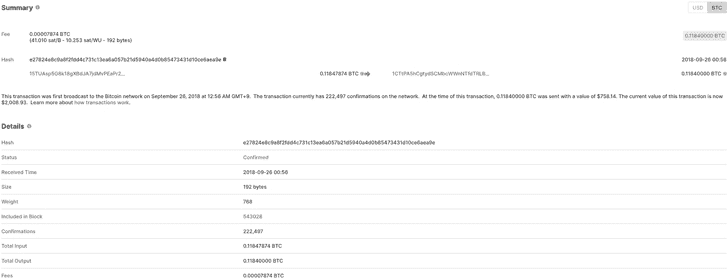 Summary
USD BTC
Fee 0.00007874 BTC 0.11840000 BTC
(41.010 sat/B - 10.253 sat/WU - 192 bytes)
Hash e27824e8c9a8f2fdd4c731c13ea6a057b21d5940a4d0b85473431d10ce6aea9e 2018-09-26 00:56
0.11847874 BTC 0.11840000 BTC
This transaction was first broadcast to the Bitcoin network on September 26, 2018 at 12:56 AM GMT+9. The transaction currently has 222,497 confirmations on the network. At the time of this transaction, 0.11840000 BTC was sent with a value of $758.14. The current value of this transaction is now
$2,008.93. Learn more about how transactions work.
Details
Hash e27824e8c9a8f2fdd4c731c13ea6a057b21d5940a4d0b85473431d10ce6aea9e
Status Confirmed
Received Time 2018-09-26 00:56
Size 192 bytes
Weight 768
Included in Block 543028
Confirmations 222,497
Total Input 0.11847874 BTC
Total Output 0.11840000 BTC
Fees 0.00007874 BTC